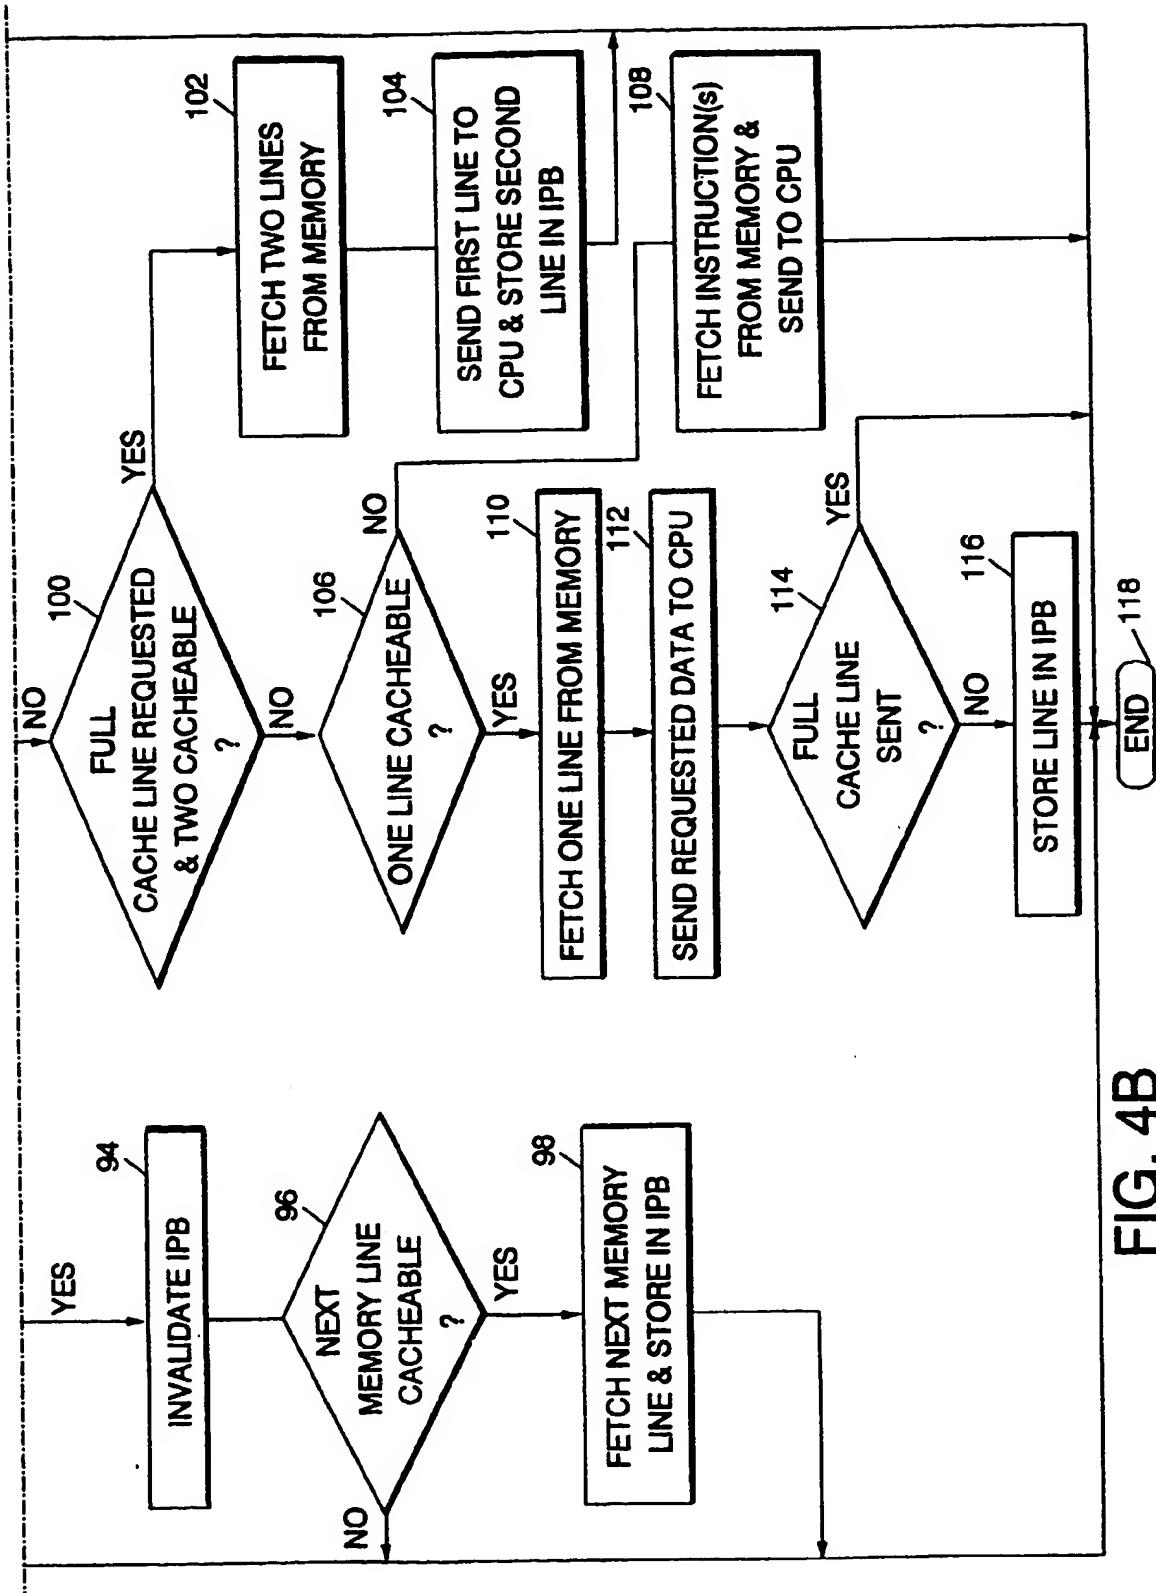 YES
94
INVALIDATE IPB
96
NEXT
MEMORY LINE
CACHEABLE
?
NO
YES
98
FETCH NEXT MEMORY
LINE & STORE IN IPB
NO
100
FULL
CACHE LINE REQUESTED
& TWO CACHEABLE
?
YES
102
FETCH TWO LINES
FROM MEMORY
104
SEND FIRST LINE TO
CPU & STORE SECOND
LINE IN IPB
NO
106
ONE LINE CACHEABLE
?
NO
108
FETCH INSTRUCTION(s)
FROM MEMORY &
SEND TO CPU
YES
110
FETCH ONE LINE FROM MEMORY
112
SEND REQUESTED DATA TO CPU
114
FULL
CACHE LINE
SENT
?
YES
NO
116
STORE LINE IN IPB
118
END
FIG. 4B